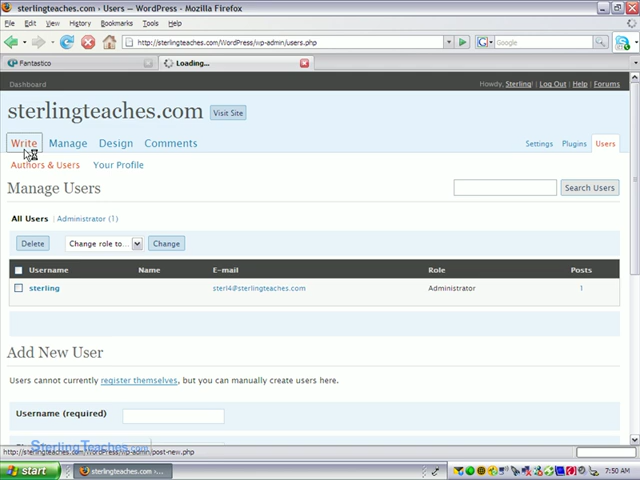 sterlingteaches.com › Users — WordPress - Mozilla Firefox
File Edit View History Bookmarks Tools Help
http://sterlingteaches.com/WordPress/wp-admin/users.php
Google
Fantastico
Loading...
Dashboard
Howdy, Sterling! | Log Out | Help | Forums
sterlingteaches.com
Visit Site
Write Manage Design Comments
Settings Plugins Users
Authors & Users Your Profile
Manage Users
Search Users
All Users | Administrator (1)
Delete Change role to... Change
Username Name E-mail Role Posts
sterling sterl4@sterlingteaches.com Administrator 1
Add New User
Users cannot currently register themselves, but you can manually create users here.
Username (required)
SterlingTeaches.com
http://sterlingteaches.com/WordPress/wp-admin/post-new.php
start
sterlingteaches.com ›...
7:50 AM